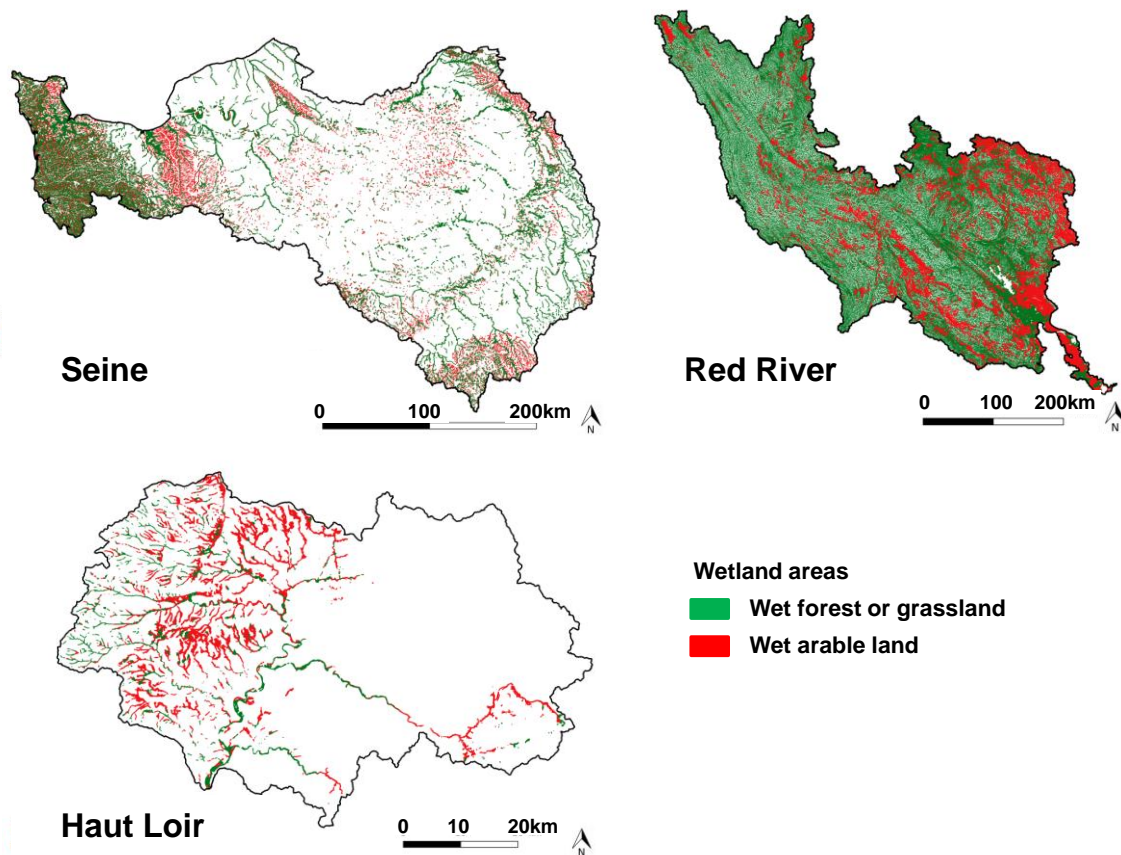 Seine
0 100 200km
N
Red River
0 100 200km
N
Haut Loir
0 10 20km
N
Wetland areas
Wet forest or grassland
Wet arable land